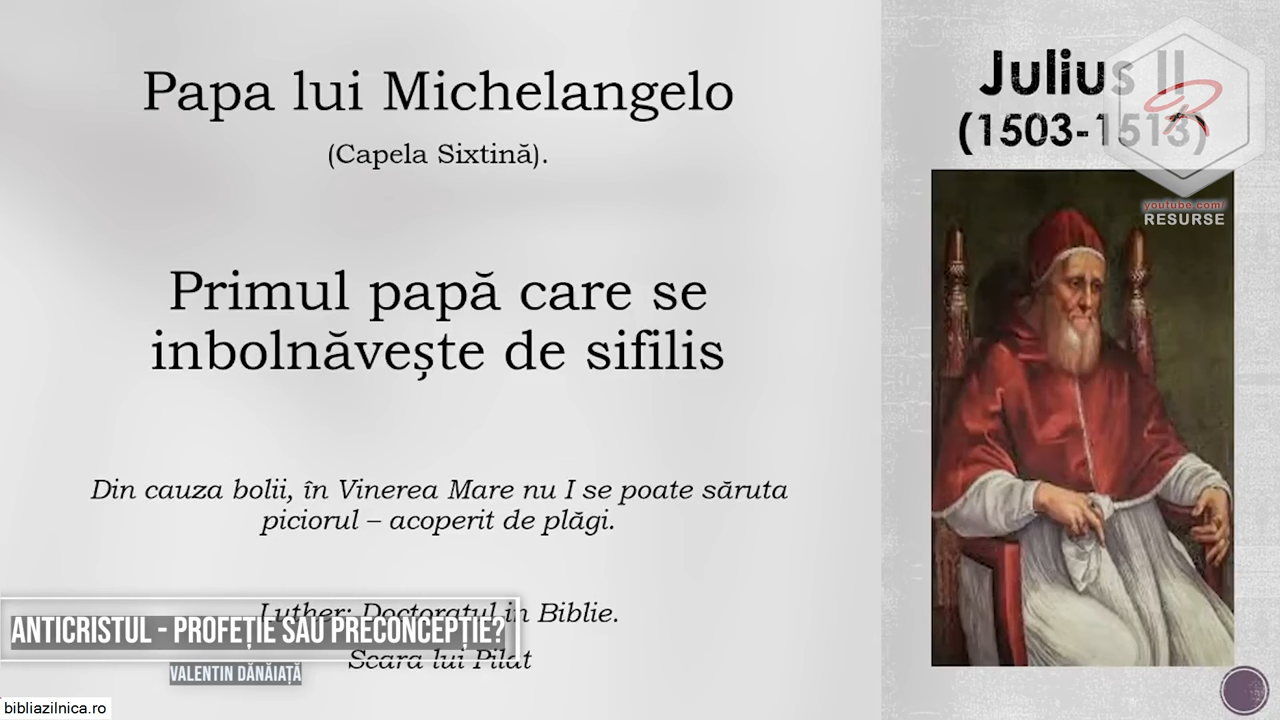 Papa lui Michelangelo
(Capela Sixtină).
Primul papă care se
inbolnăvește de sifilis
Din cauza bolii, în Vinerea Mare nu I se poate săruta
piciorul – acoperit de plăgi.
Luther: Doctoratul in Biblie.
Scara lui Pilat
Julius II
(1503-1513)
youtube.com/
RESURSE
ANTICRISTUL - PROFEȚIE SAU PRECONCEPȚIE?
VALENTIN DĂNĂIAȚĂ
bibliazilnica.ro